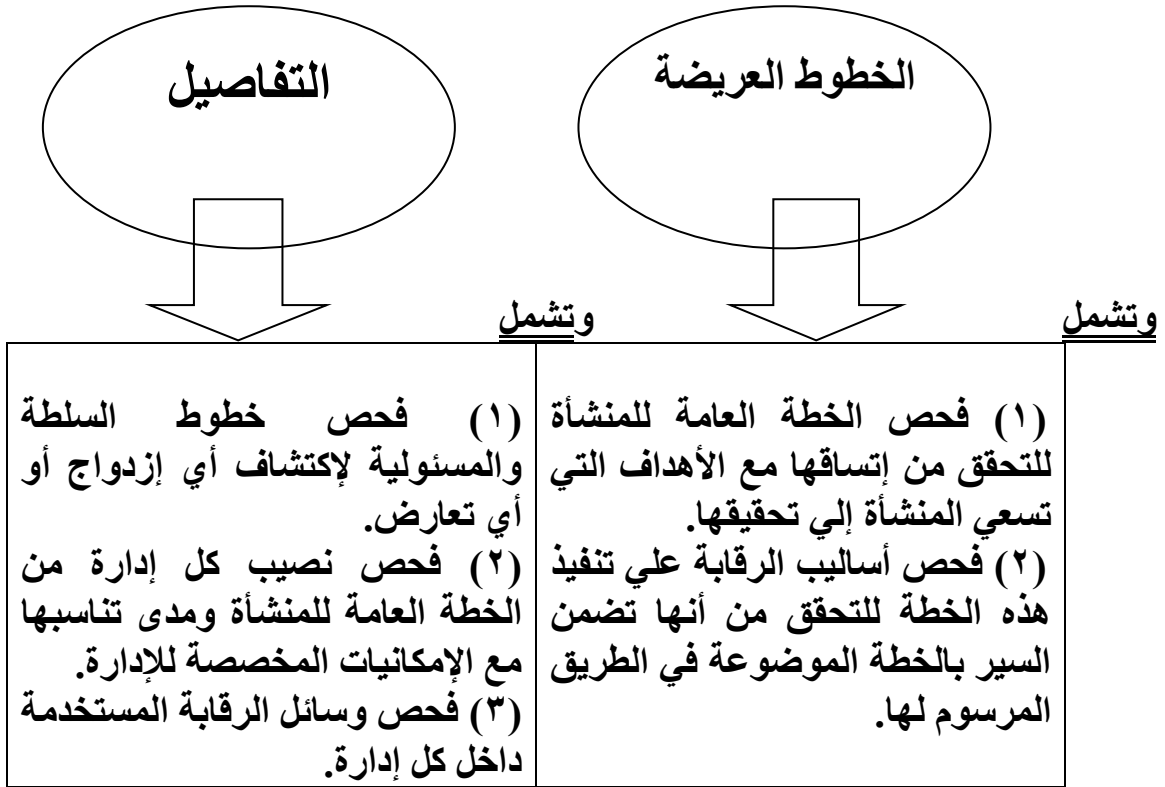 الخطوط العريضة
التفاصيل
وتشمل
وتشمل
(١) فحص الخطة العامة للمنشأة
للتحقق من إتساقها مع الأهداف التي
تسعي المنشأة إلي تحقيقها.
(٢) فحص أساليب الرقابة علي تنفيذ
هذه الخطة للتحقق من أنها تضمن
السير بالخطة الموضوعة في الطريق
المرسوم لها.
(١) فحص خطوط السلطة
والمسئولية لإكتشاف أي إزدواج أو
أي تعارض.
(٢) فحص نصيب كل إدارة من
الخطة العامة للمنشأة ومدى تناسبها
مع الإمكانيات المخصصة للإدارة.
(٣) فحص وسائل الرقابة المستخدمة
داخل كل إدارة.